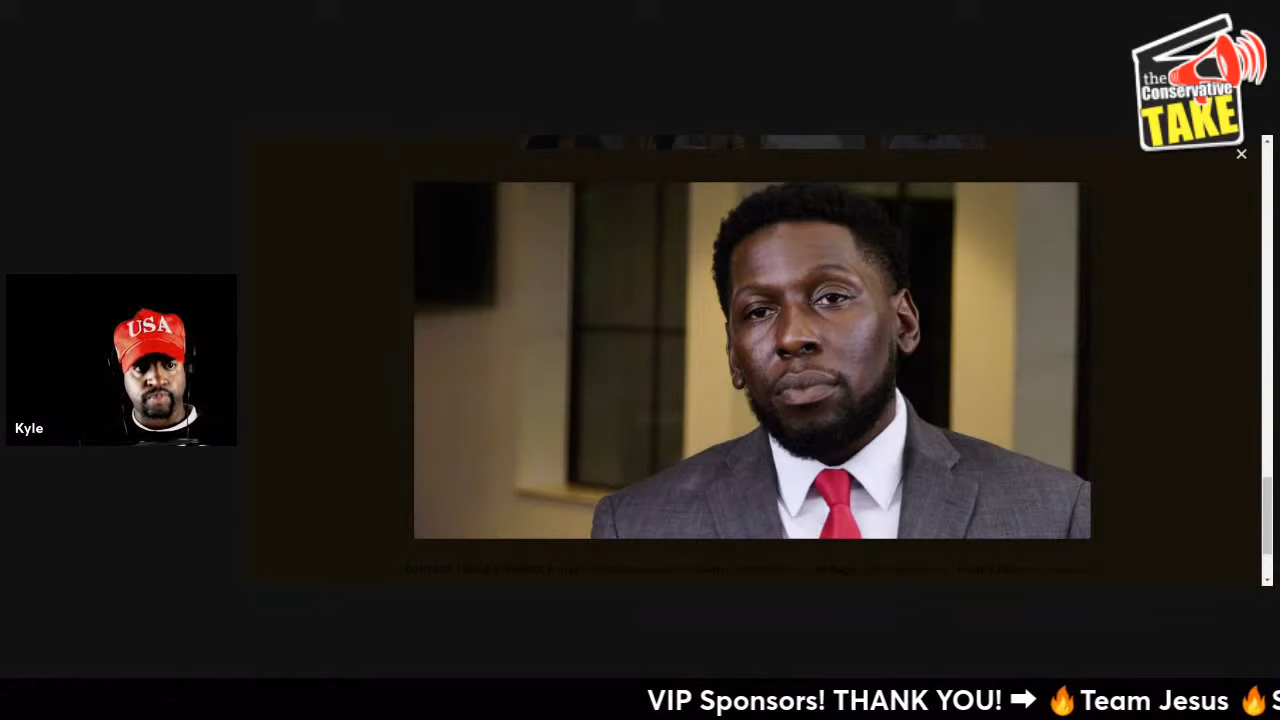 the
Conservative
TAKE
×
USA
Kyle
VIP Sponsors! THANK YOU! ➡ 🔥Team Jesus 🔥S